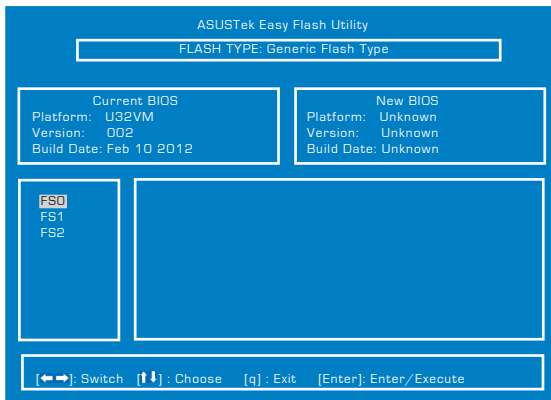 ASUSTek Easy Flash Utility
FLASH TYPE: Generic Flash Type
Current BIOS
Platform: U32VM
Version: 002
Build Date: Feb 10 2012
New BIOS
Platform: Unknown
Version: Unknown
Build Date: Unknown
FS0
FS1
FS2
[←→]: Switch [↑↓] : Choose [q] : Exit [Enter]: Enter/Execute